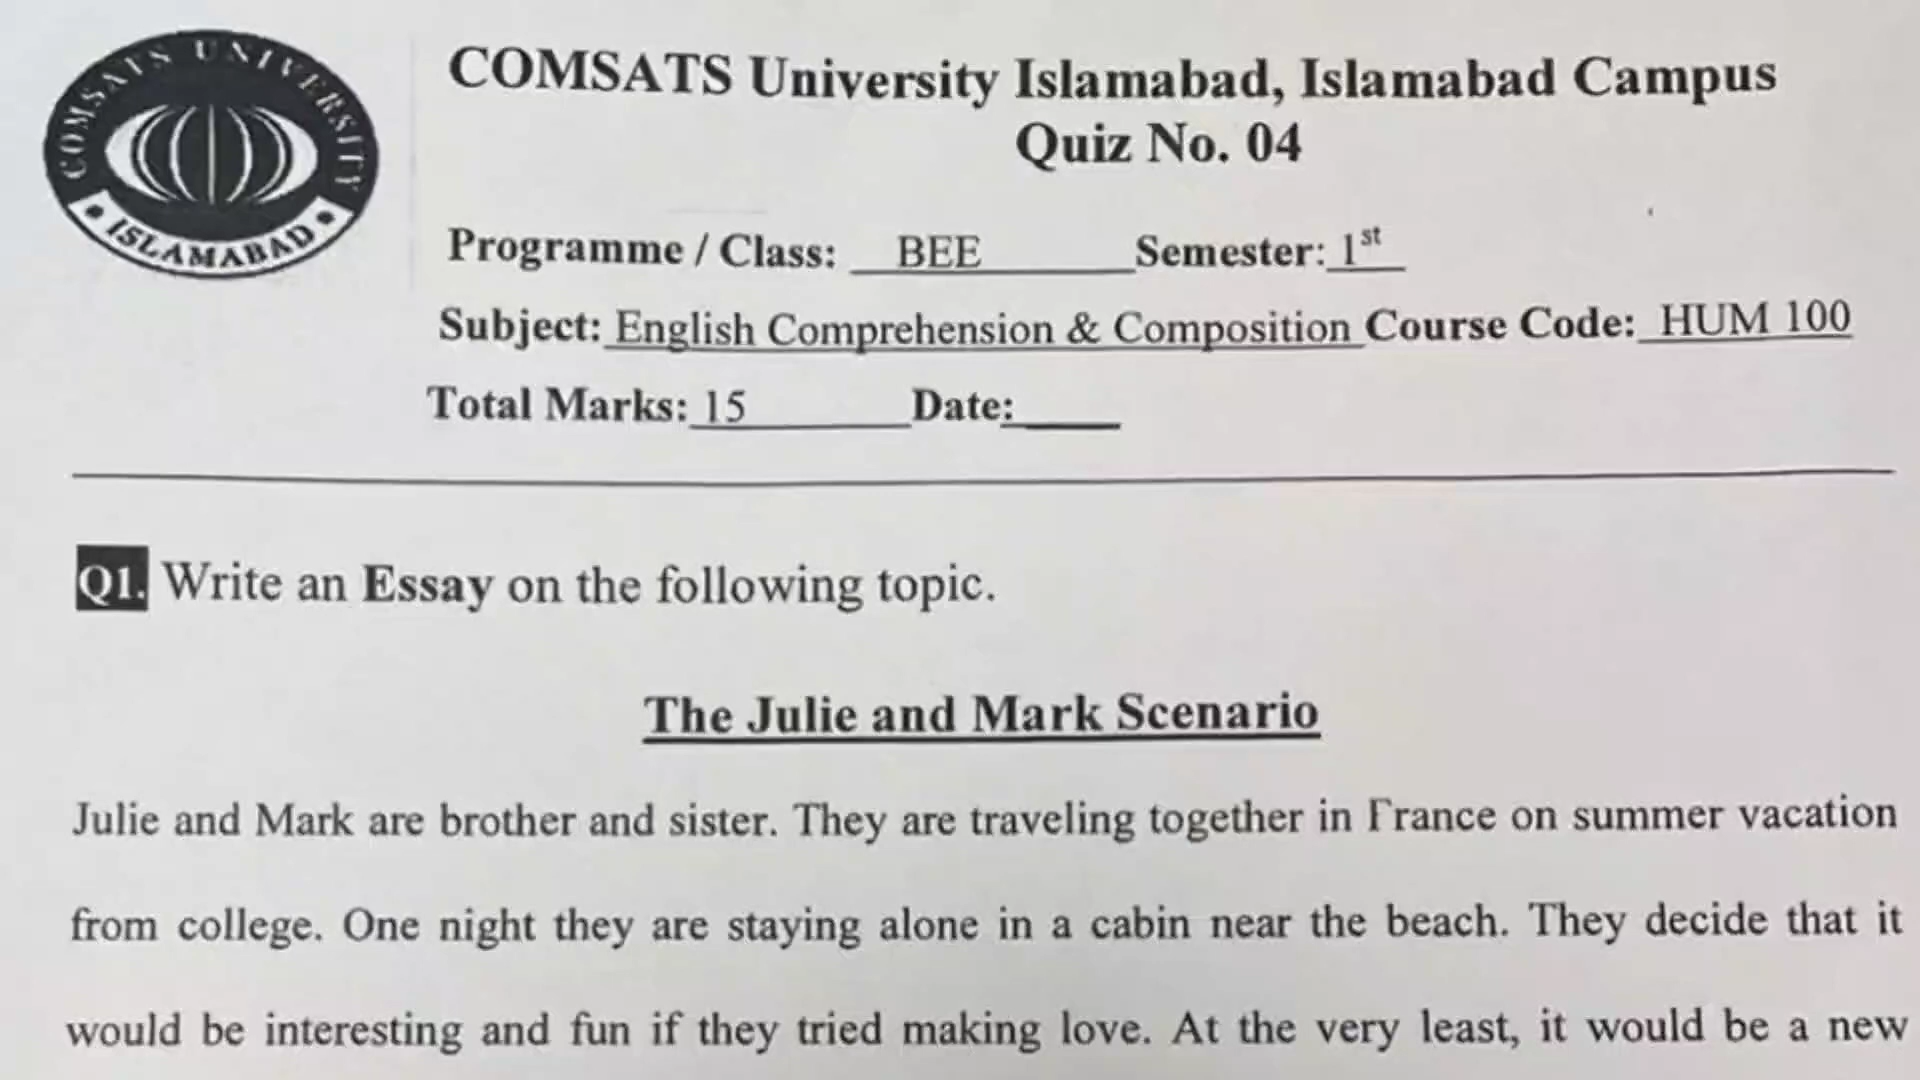 COMSATS UNIVERSITY
ISLAMABAD
COMSATS University Islamabad, Islamabad Campus
Quiz No. 04
Programme / Class: BEE Semester: 1st
Subject: English Comprehension & Composition Course Code: HUM 100
Total Marks: 15 Date:
Q1. Write an Essay on the following topic.
The Julie and Mark Scenario
Julie and Mark are brother and sister. They are traveling together in France on summer vacation
from college. One night they are staying alone in a cabin near the beach. They decide that it
would be interesting and fun if they tried making love. At the very least, it would be a new